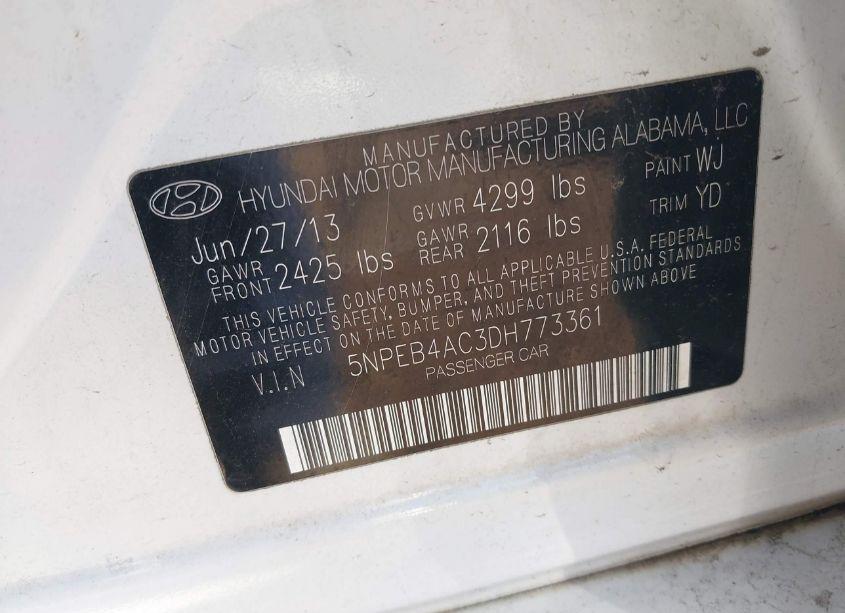 MANUFACTURED BY
HYUNDAI MOTOR MANUFACTURING ALABAMA, LLC
Jun/27/13 GVWR 4299 lbs PAINT WJ
GAWR FRONT 2425 lbs GAWR REAR 2116 lbs TRIM YD
THIS VEHICLE CONFORMS TO ALL APPLICABLE U.S.A. FEDERAL
MOTOR VEHICLE SAFETY, BUMPER, AND THEFT PREVENTION STANDARDS
IN EFFECT ON THE DATE OF MANUFACTURE SHOWN ABOVE
V.I.N 5NPEB4AC3DH773361
PASSENGER CAR